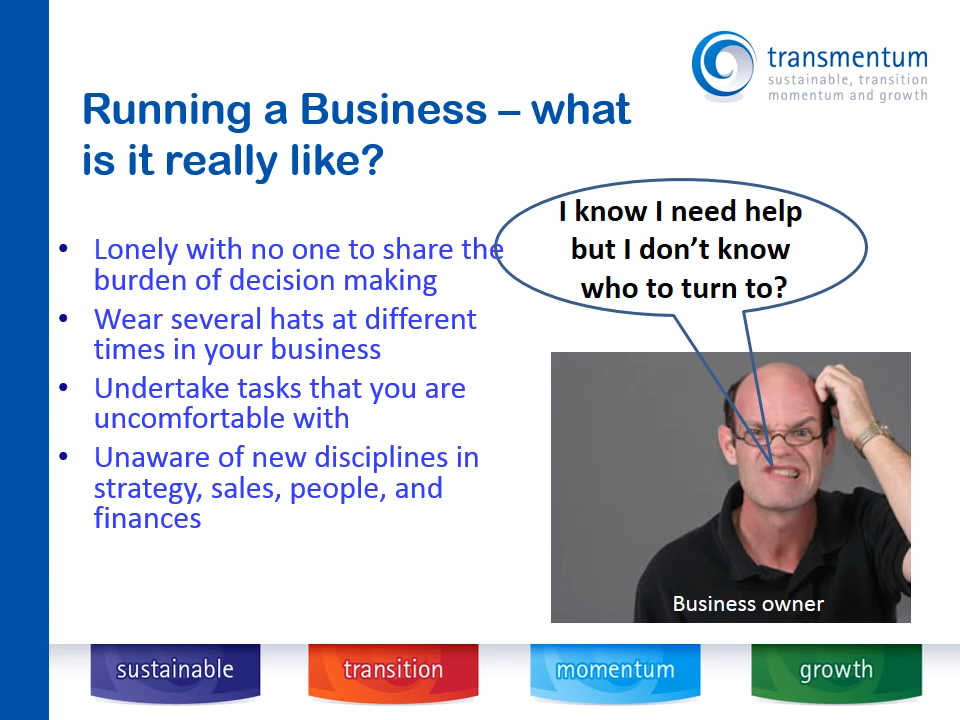 transmentum
sustainable, transition
momentum and growth
Running a Business – what
is it really like?
I know I need help
but I don't know
who to turn to?
• Lonely with no one to share the
burden of decision making
• Wear several hats at different
times in your business
• Undertake tasks that you are
uncomfortable with
• Unaware of new disciplines in
strategy, sales, people, and
finances
Business owner
sustainable
transition
momentum
growth